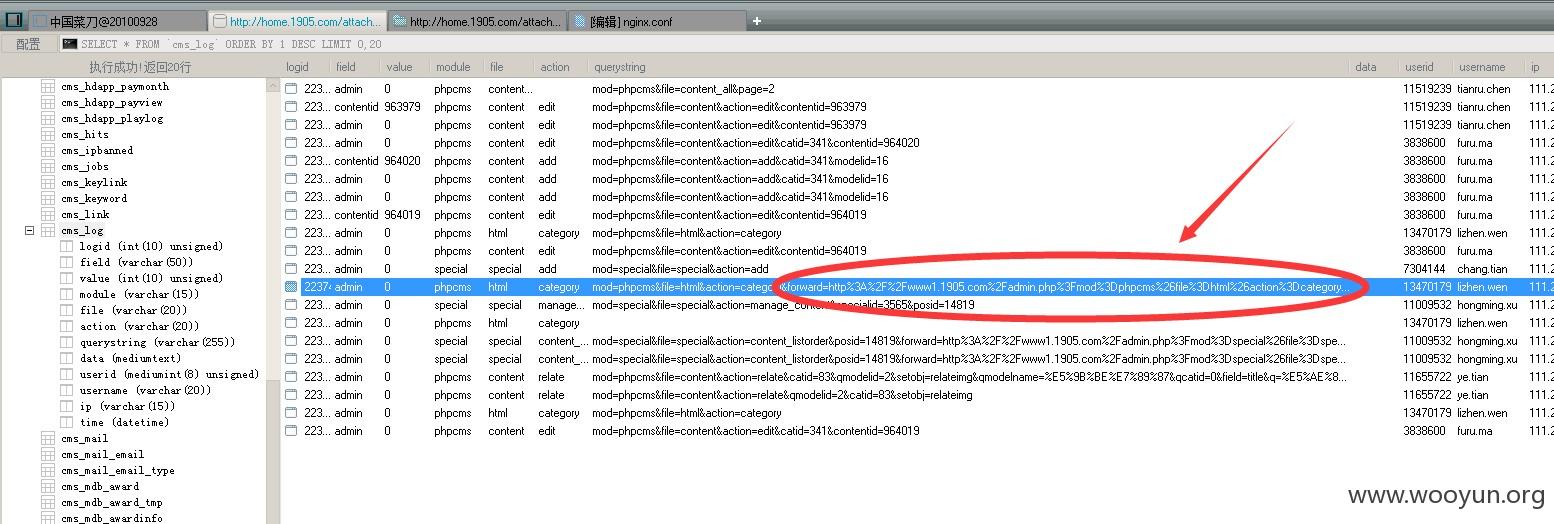 中国菜刀@20100928 http://home.1905.com/attach... http://home.1905.com/attach... [编辑] nginx.conf +
配置 SELECT * FROM `cms_log` ORDER BY 1 DESC LIMIT 0,20
执行成功!返回20行
cms_hdapp_paymonth
cms_hdapp_payview
cms_hdapp_playlog
cms_hits
cms_ipbanned
cms_jobs
cms_keylink
cms_keyword
cms_link
cms_log
logid (int(10) unsigned)
field (varchar(50))
value (int(10) unsigned)
module (varchar(15))
file (varchar(20))
action (varchar(20))
querystring (varchar(255))
data (mediumtext)
userid (mediumint(8) unsigned)
username (varchar(20))
ip (varchar(15))
time (datetime)
cms_mail
cms_mail_email
cms_mail_email_type
cms_mdb_award
cms_mdb_award_tmp
cms_mdb_awardinfo
logid field value module file action querystring data userid username ip
223... admin 0 phpcms content... mod=phpcms&file=content_all&page=2 11519239 tianru.chen 111.2
223... contentid 963979 phpcms content edit mod=phpcms&file=content&action=edit&contentid=963979 11519239 tianru.chen 111.2
223... admin 0 phpcms content edit mod=phpcms&file=content&action=edit&contentid=963979 11519239 tianru.chen 111.2
223... admin 0 phpcms content edit mod=phpcms&file=content&action=edit&catid=341&contentid=964020 3838600 furu.ma 111.2
223... contentid 964020 phpcms content add mod=phpcms&file=content&action=add&catid=341&modelid=16 3838600 furu.ma 111.2
223... admin 0 phpcms content add mod=phpcms&file=content&action=add&catid=341&modelid=16 3838600 furu.ma 111.2
223... admin 0 phpcms content add mod=phpcms&file=content&action=add&catid=341&modelid=16 3838600 furu.ma 111.2
223... contentid 964019 phpcms content edit mod=phpcms&file=content&action=edit&contentid=964019 3838600 furu.ma 111.2
223... admin 0 phpcms html category mod=phpcms&file=html&action=category 13470179 lizhen.wen 111.2
223... admin 0 phpcms content edit mod=phpcms&file=content&action=edit&contentid=964019 3838600 furu.ma 111.2
223... admin 0 special special add mod=special&file=special&action=add 7304144 chang.tian 111.2
22374 admin 0 phpcms html category mod=phpcms&file=html&action=category&forward=http%3A%2F%2Fwww1.1905.com%2Fadmin.php%3Fmod%3Dphpcms%26file%3Dhtml%26action%3Dcategory... 13470179 lizhen.wen 111.2
223... admin 0 special special manage... mod=special&file=special&action=manage_content&specialid=3565&posid=14819 11009532 hongming.xu 111.2
223... admin 0 phpcms html category 13470179 lizhen.wen 111.2
223... admin 0 special special content_... mod=special&file=special&action=content_listorder&posid=14819&forward=http%3A%2F%2Fwww1.1905.com%2Fadmin.php%3Fmod%3Dspecial%26file%3Dspe... 11009532 hongming.xu 111.2
223... admin 0 special special content_... mod=special&file=special&action=content_listorder&posid=14819&forward=http%3A%2F%2Fwww1.1905.com%2Fadmin.php%3Fmod%3Dspecial%26file%3Dspe... 11009532 hongming.xu 111.2
223... admin 0 phpcms content relate mod=phpcms&file=content&action=relate&catid=83&qmodelid=2&setobj=relateimg&qmodelname=%E5%9B%BE%E7%89%87&qcatid=0&field=title&q=%E5%AE%8... 11655722 ye.tian 111.2
223... admin 0 phpcms content relate mod=phpcms&file=content&action=relate&qmodelid=2&catid=83&setobj=relateimg 11655722 ye.tian 111.2
223... admin 0 phpcms html category mod=phpcms&file=html&action=category 13470179 lizhen.wen 111.2
223... admin 0 phpcms content edit mod=phpcms&file=content&action=edit&catid=341&contentid=964019 3838600 furu.ma 111.2
www.wooyun.org